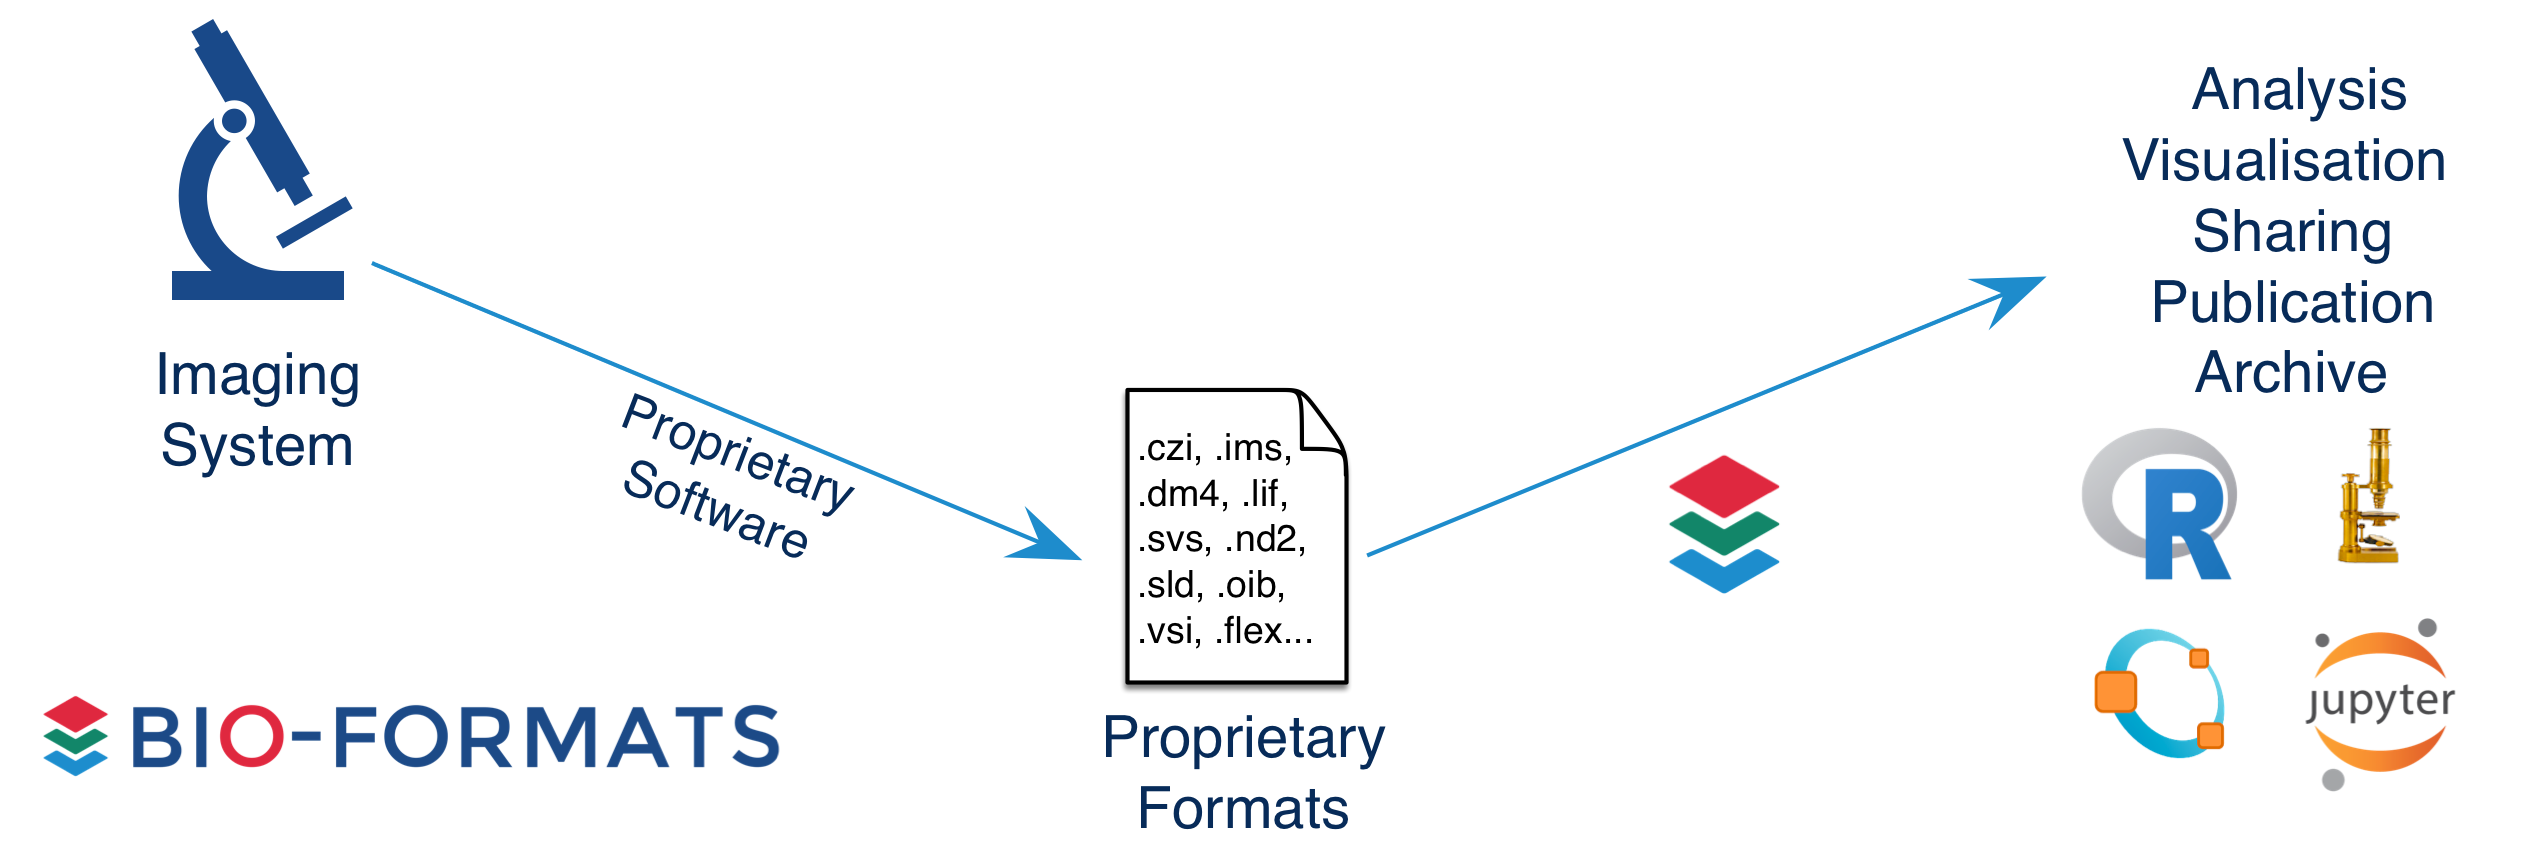 Imaging
System
Proprietary
Software
.czi, .ims,
.dm4, .lif,
.svs, .nd2,
.sld, .oib,
.vsi, .flex...
Proprietary
Formats
Analysis
Visualisation
Sharing
Publication
Archive
R
jupyter
BIO-FORMATS